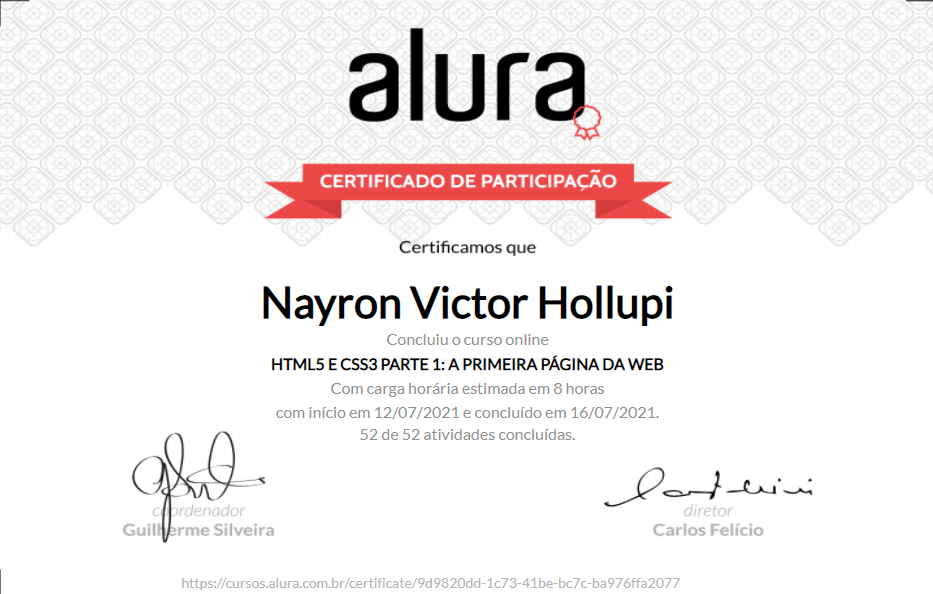 alura
CERTIFICADO DE PARTICIPAÇÃO
Certificamos que
Nayron Victor Hollupi
Concluiu o curso online
HTML5 E CSS3 PARTE 1: A PRIMEIRA PÁGINA DA WEB
Com carga horária estimada em 8 horas
com início em 12/07/2021 e concluído em 16/07/2021.
52 de 52 atividades concluídas.
coordenador
Guilherme Silveira
diretor
Carlos Felício
https://cursos.alura.com.br/certificate/9d9820dd-1c73-41be-bc7c-ba976ffa2077